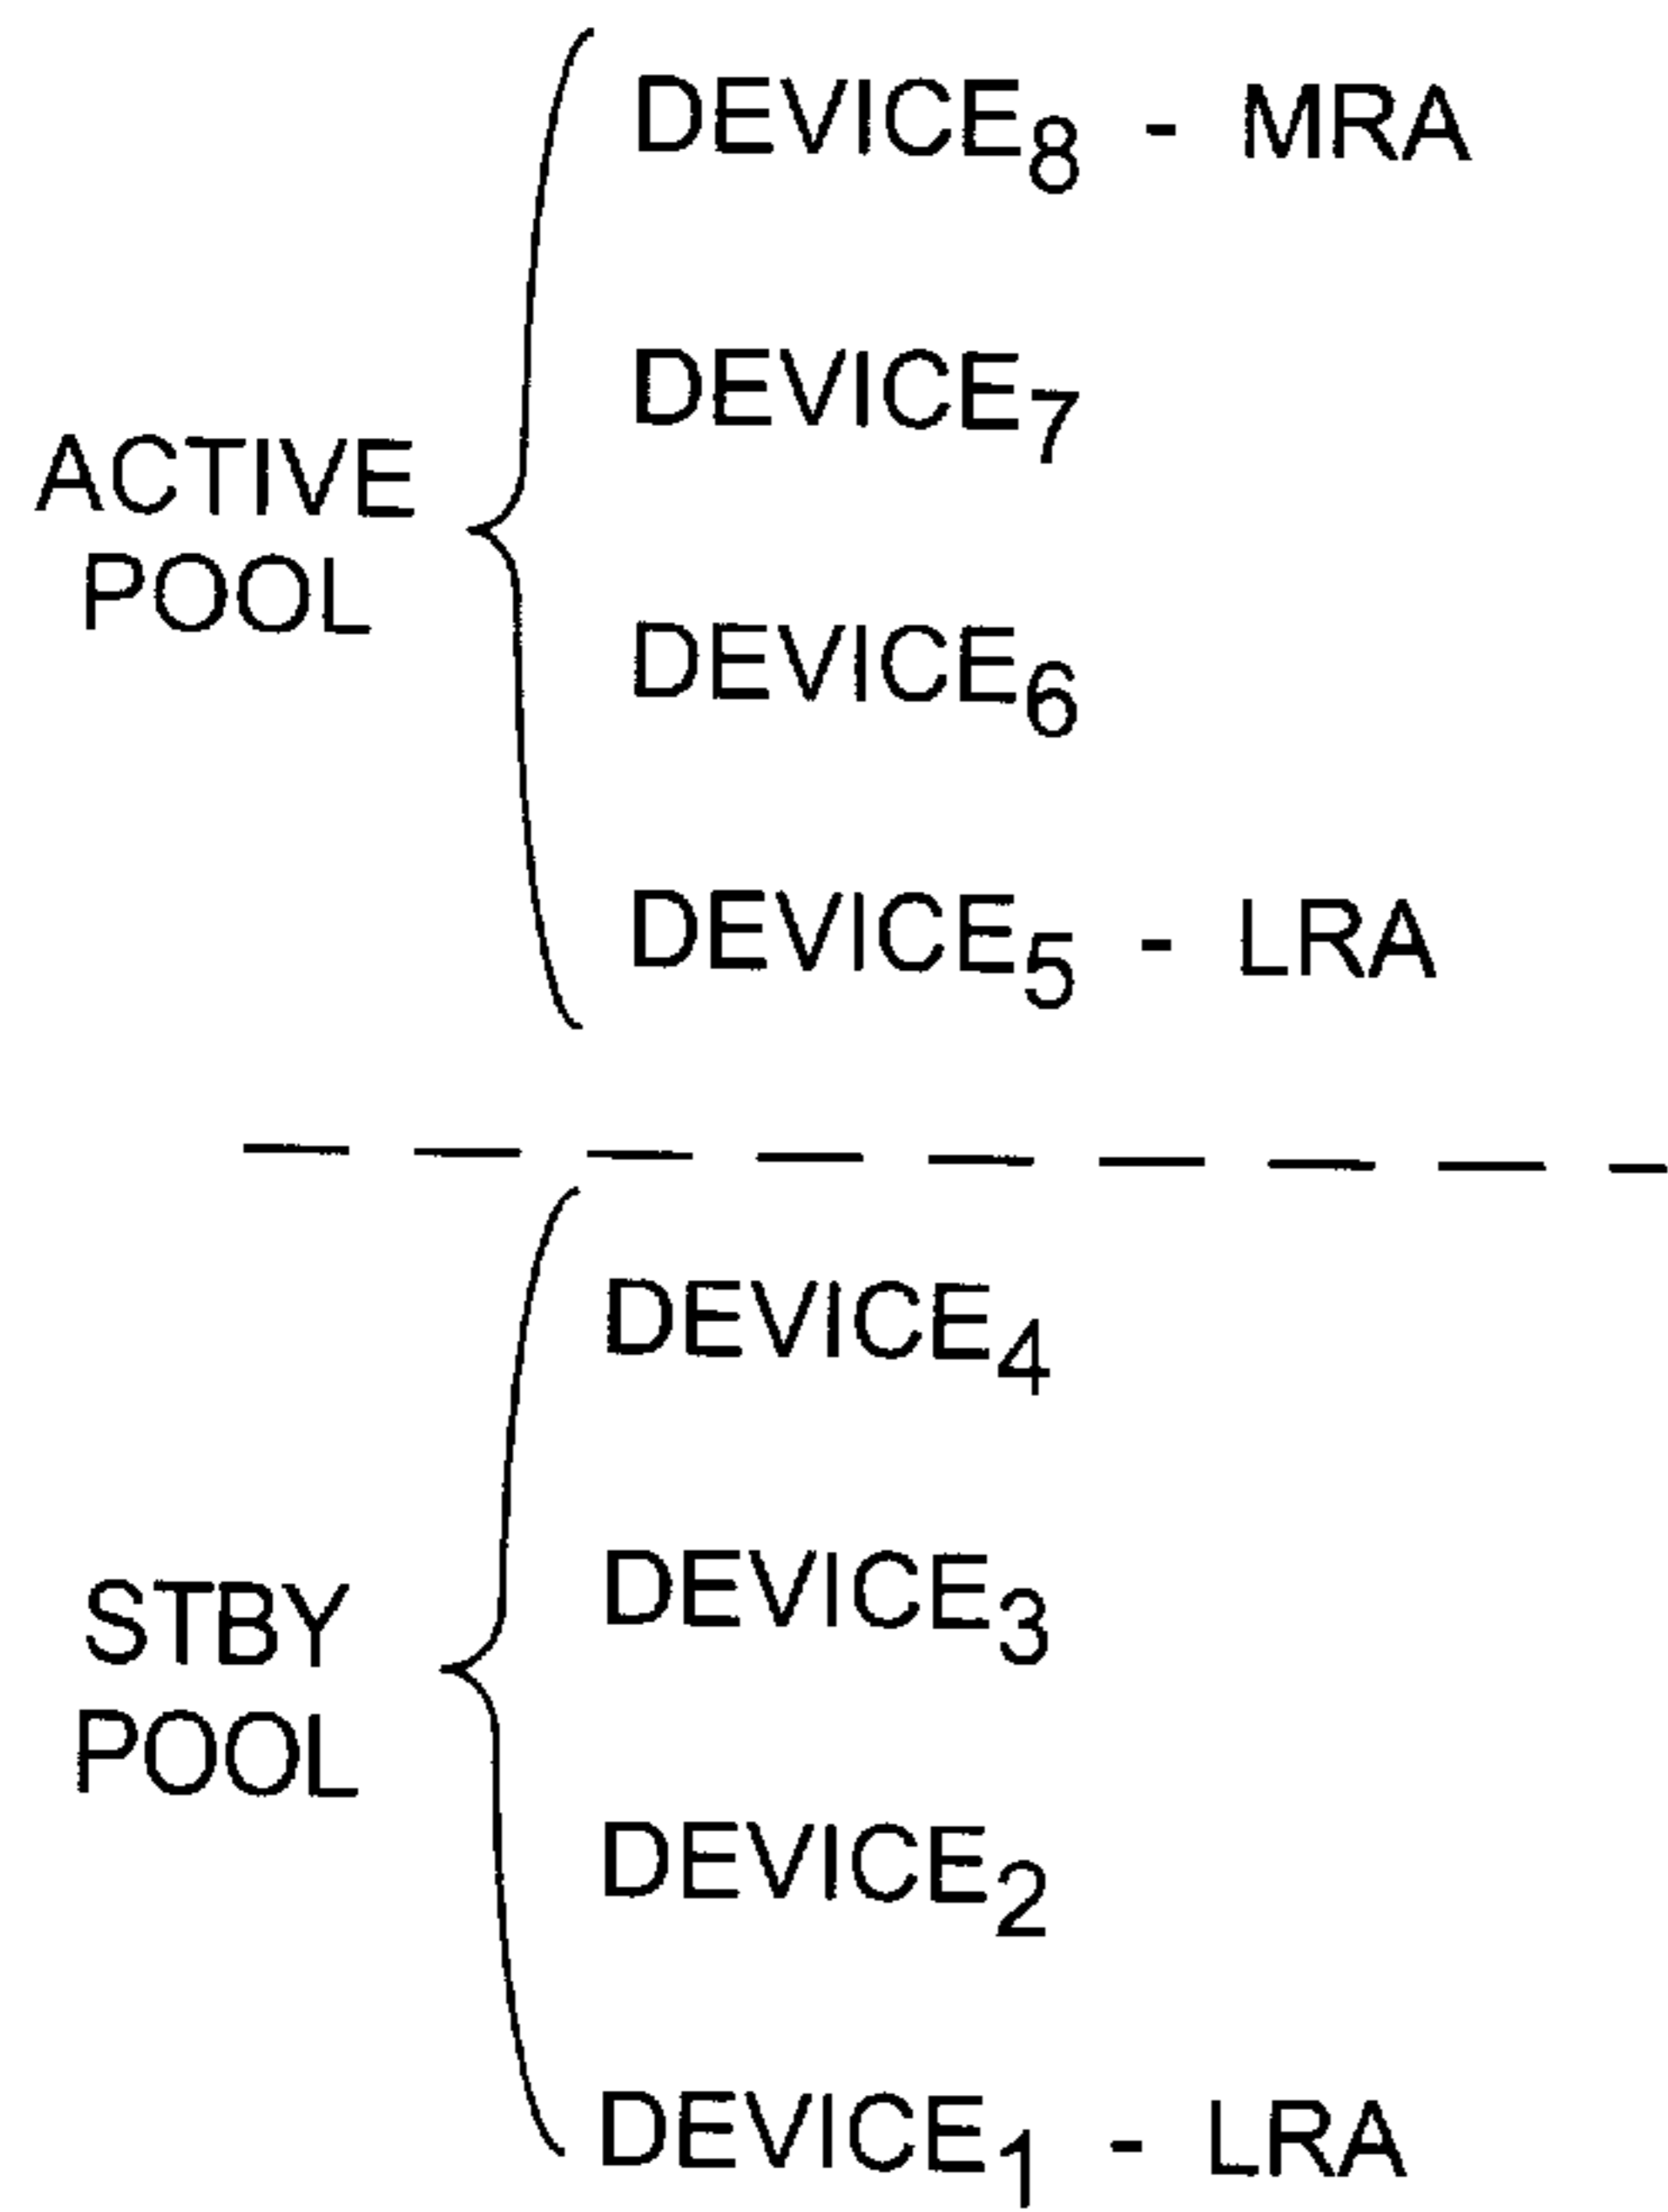 DEVICE₈ - MRA
DEVICE₇
ACTIVE
POOL
DEVICE₆
DEVICE₅ - LRA
DEVICE₄
DEVICE₃
STBY
POOL
DEVICE₂
DEVICE₁ - LRA